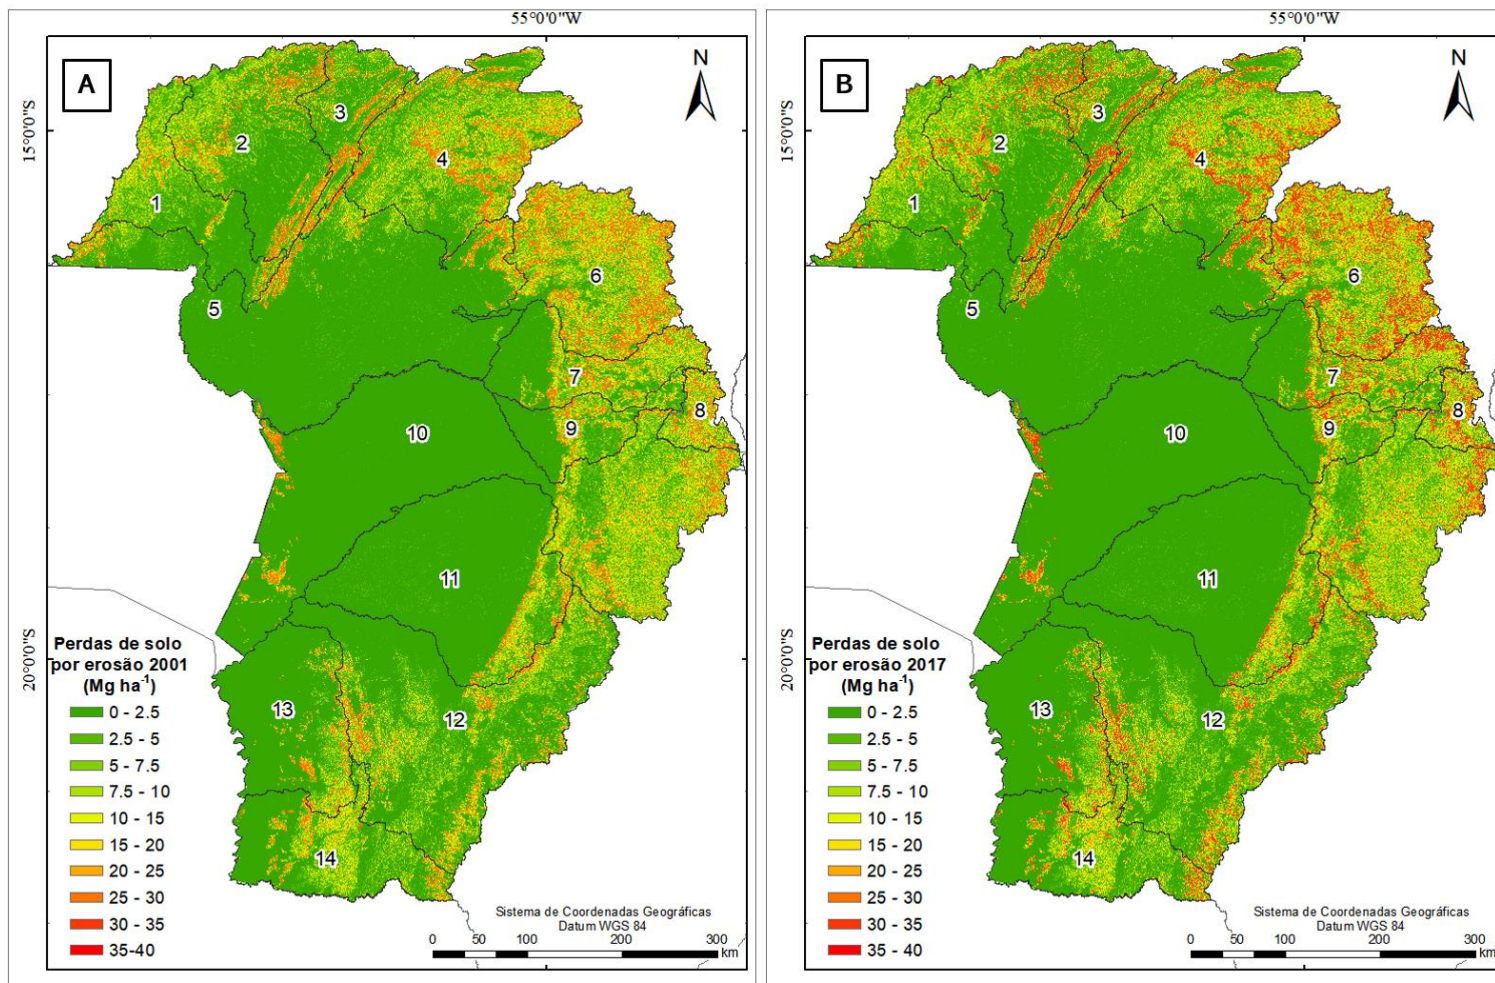 55°0'0"W
A
N
15°0'0"S
20°0'0"S
1
2
3
4
5
6
7
8
9
10
11
12
13
14
Perdas de solo
por erosão 2001
(Mg ha⁻¹)
0 - 2.5
2.5 - 5
5 - 7.5
7.5 - 10
10 - 15
15 - 20
20 - 25
25 - 30
30 - 35
35-40
Sistema de Coordenadas Geográficas
Datum WGS 84
0 50 100 200 300
km
55°0'0"W
B
N
15°0'0"S
20°0'0"S
1
2
3
4
5
6
7
8
9
10
11
12
13
14
Perdas de solo
por erosão 2017
(Mg ha⁻¹)
0 - 2.5
2.5 - 5
5 - 7.5
7.5 - 10
10 - 15
15 - 20
20 - 25
25 - 30
30 - 35
35 - 40
Sistema de Coordenadas Geográficas
Datum WGS 84
0 50 100 200 300
km